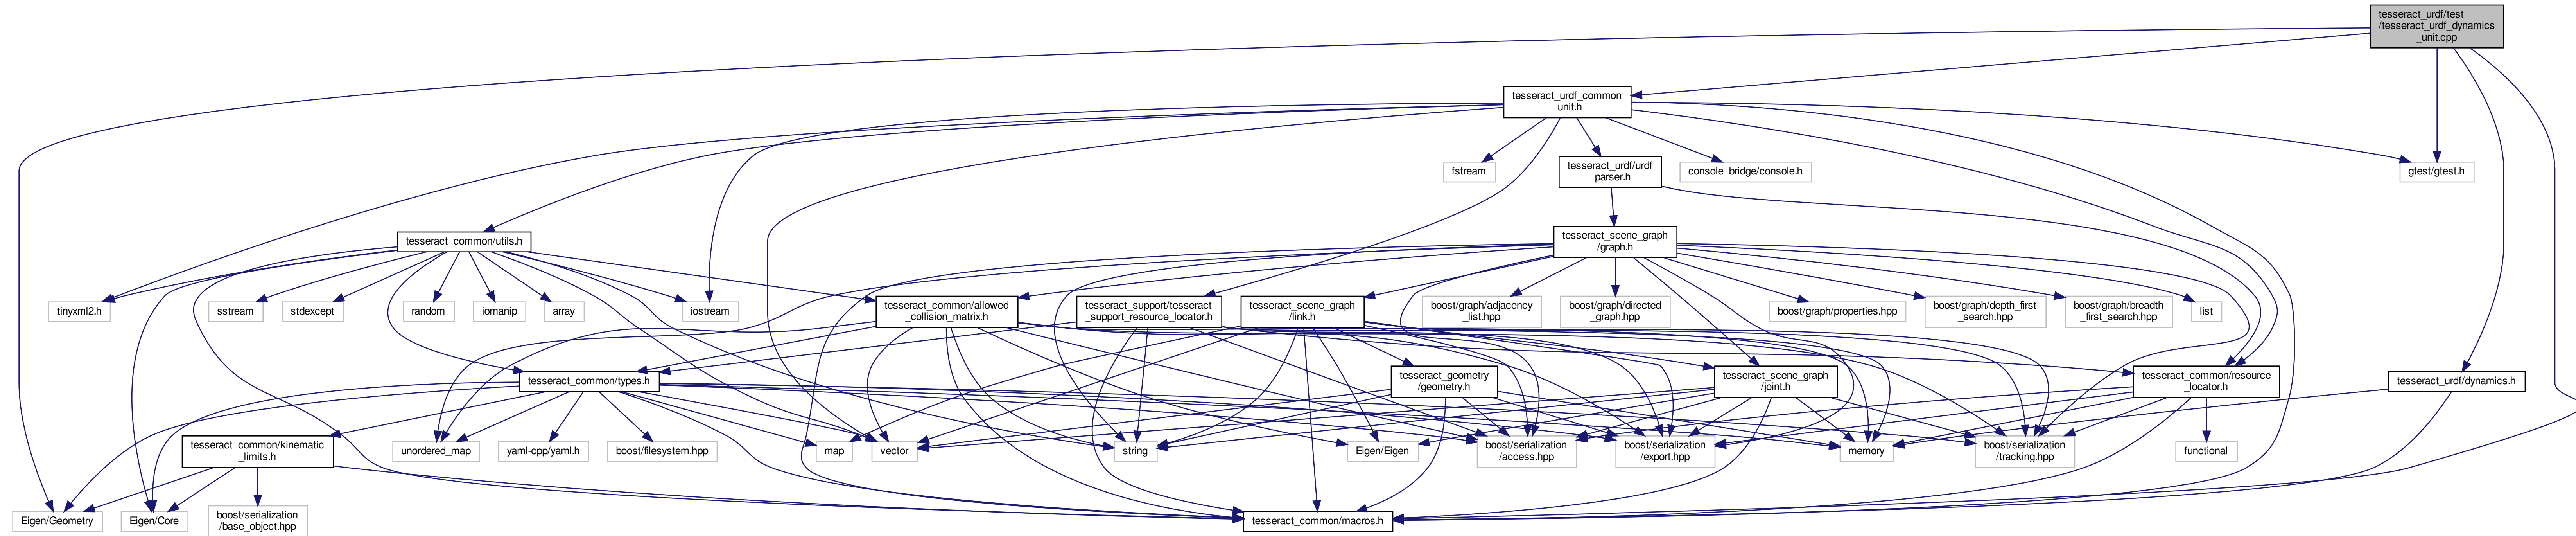 tesseract_urdf/test
/tesseract_urdf_dynamics
_unit.cpp
tesseract_urdf_common
_unit.h
fstream
tesseract_urdf/urdf
_parser.h
console_bridge/console.h
gtest/gtest.h
tesseract_common/utils.h
tesseract_scene_graph
/graph.h
tinyxml2.h
sstream
stdexcept
random
iomanip
array
iostream
tesseract_common/allowed
_collision_matrix.h
tesseract_support/tesseract
_support_resource_locator.h
tesseract_scene_graph
/link.h
boost/graph/adjacency
_list.hpp
boost/graph/directed
_graph.hpp
boost/graph/properties.hpp
boost/graph/depth_first
_search.hpp
boost/graph/breadth
_first_search.hpp
list
tesseract_common/types.h
tesseract_geometry
/geometry.h
tesseract_scene_graph
/joint.h
tesseract_common/resource
_locator.h
tesseract_urdf/dynamics.h
tesseract_common/kinematic
_limits.h
unordered_map
yaml-cpp/yaml.h
boost/filesystem.hpp
map
vector
string
Eigen/Eigen
boost/serialization
/access.hpp
boost/serialization
/export.hpp
memory
boost/serialization
/tracking.hpp
functional
Eigen/Geometry
Eigen/Core
boost/serialization
/base_object.hpp
tesseract_common/macros.h